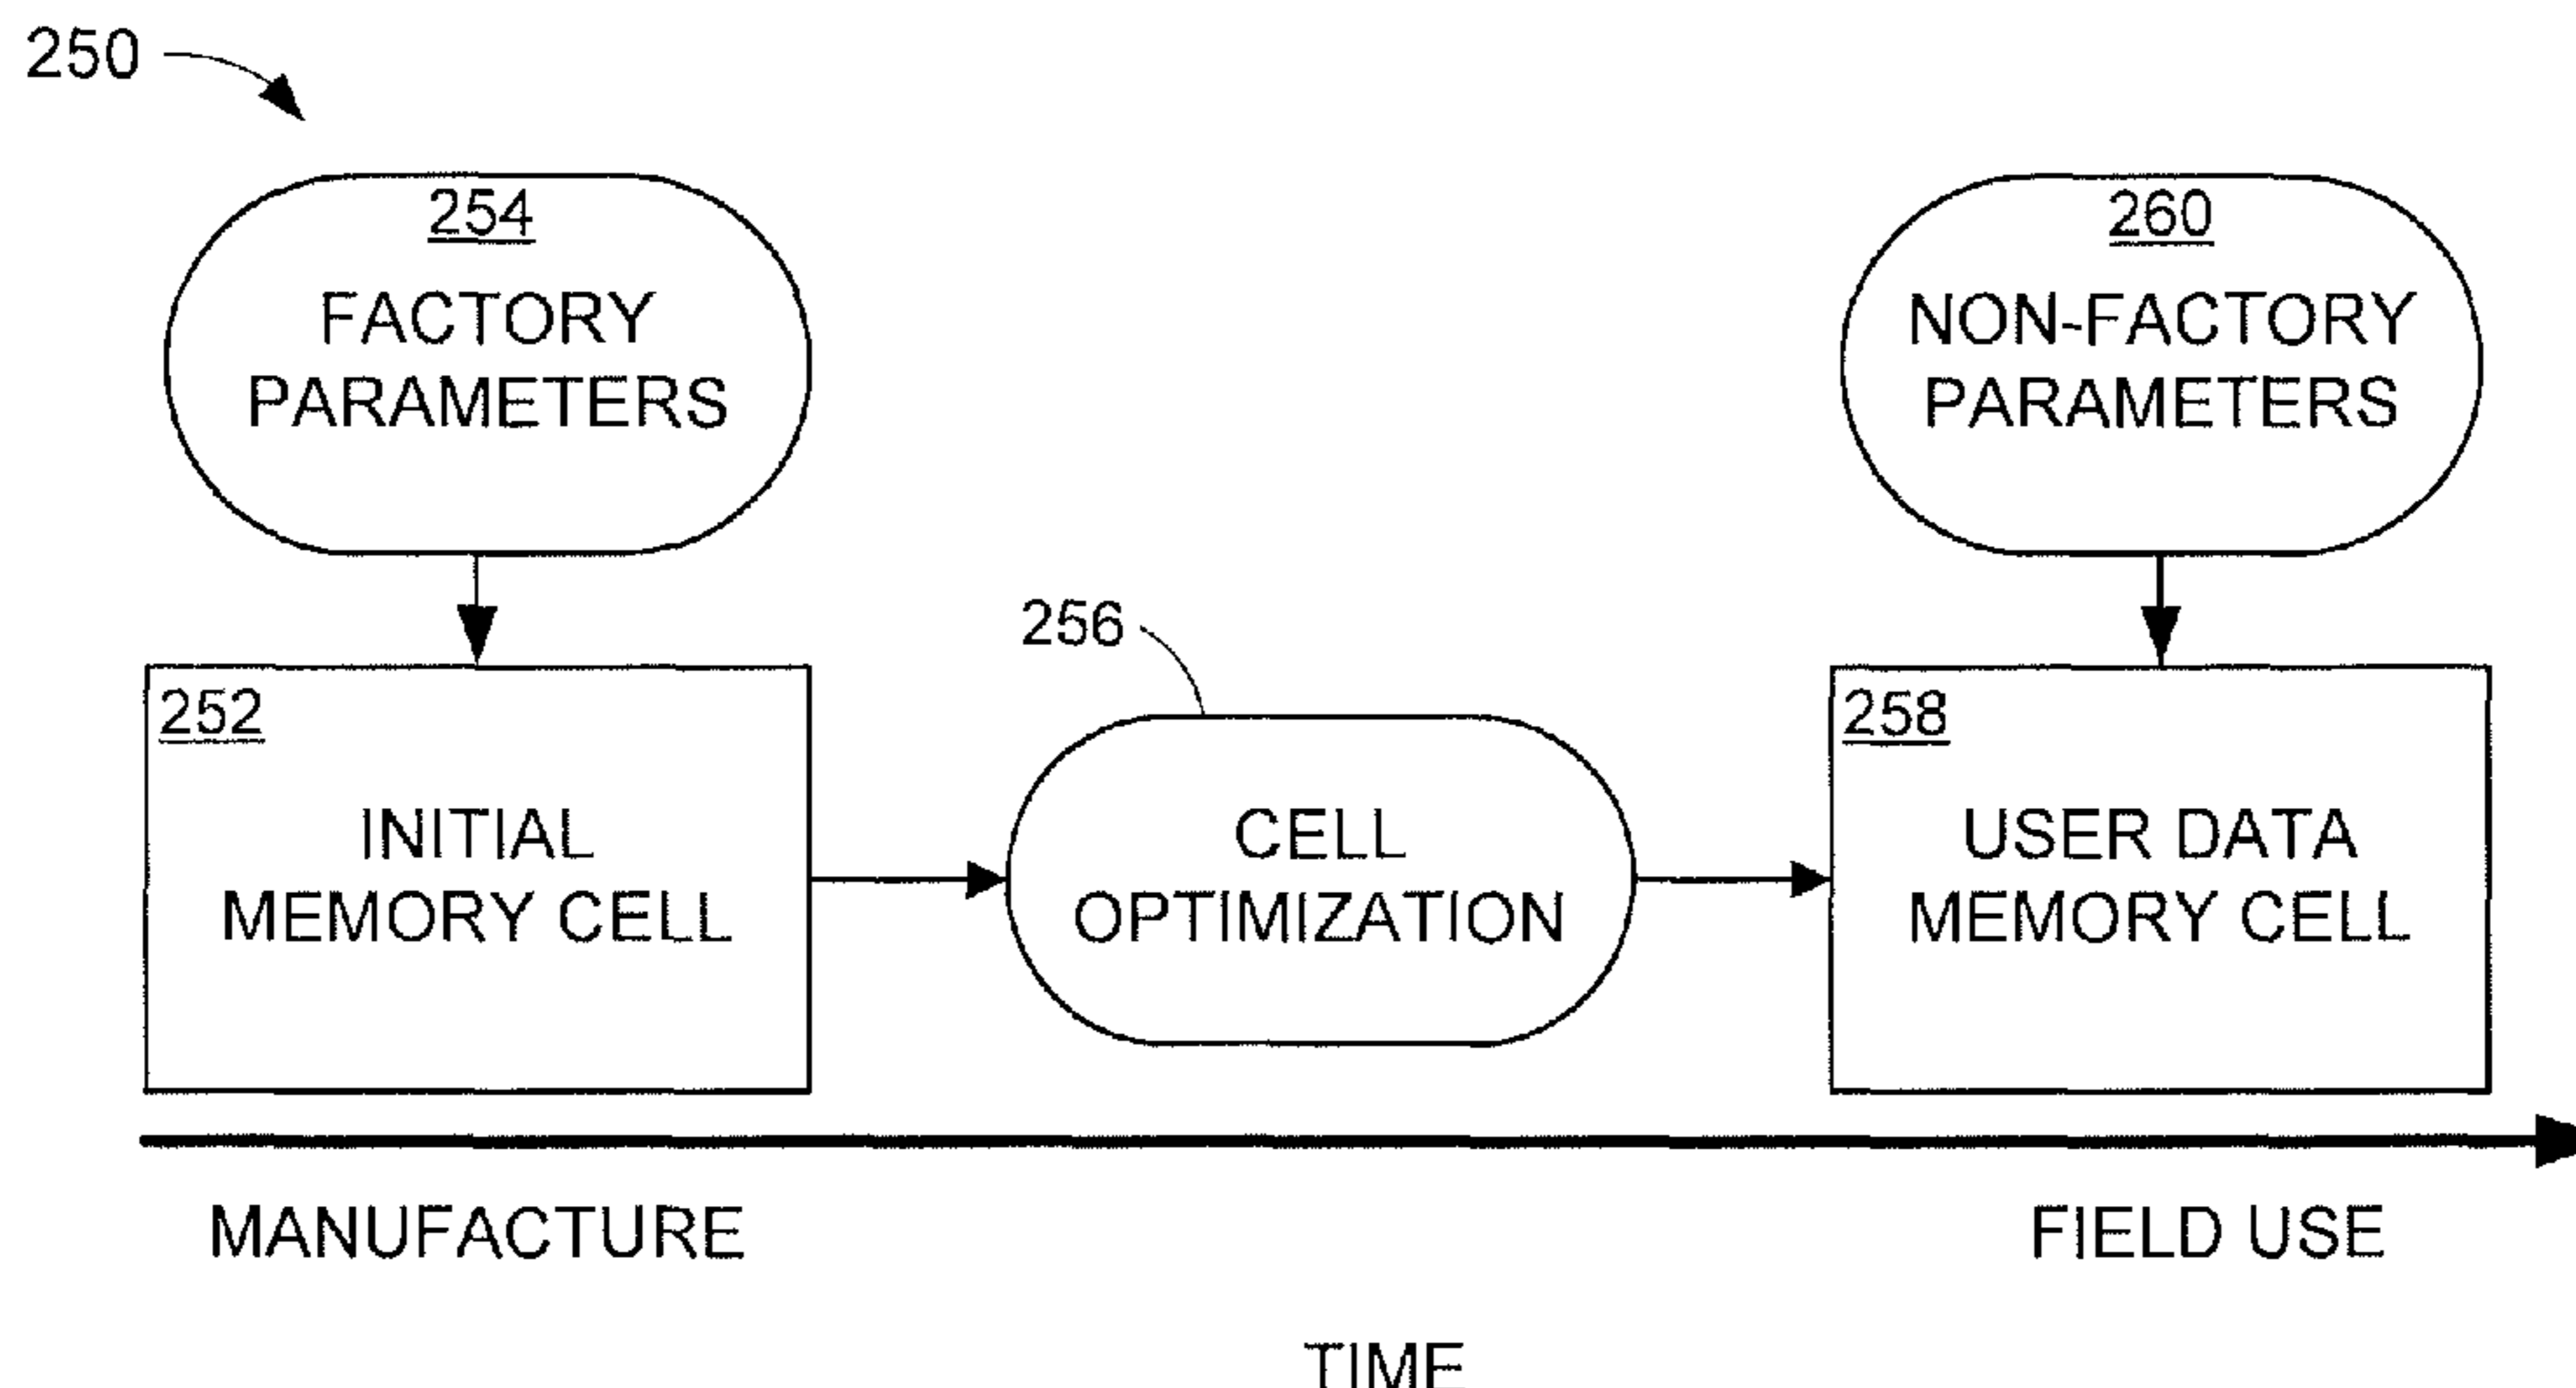 250
254
FACTORY
PARAMETERS
260
NON-FACTORY
PARAMETERS
256
252
INITIAL
MEMORY CELL
CELL
OPTIMIZATION
258
USER DATA
MEMORY CELL
MANUFACTURE
FIELD USE
TIME